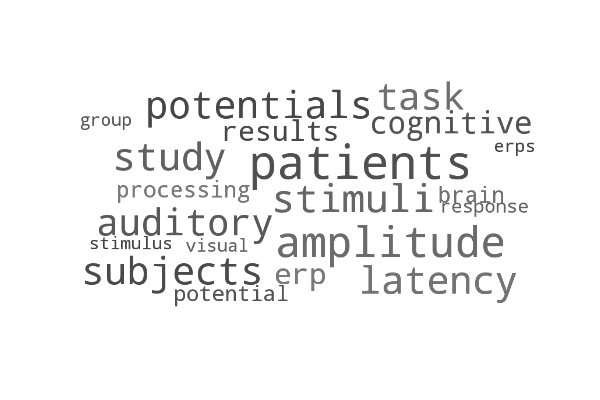 potentials task
group results cognitive
erps
study patients
processing stimuli brain
response
auditory
stimulus visual amplitude
subjects erp latency
potential